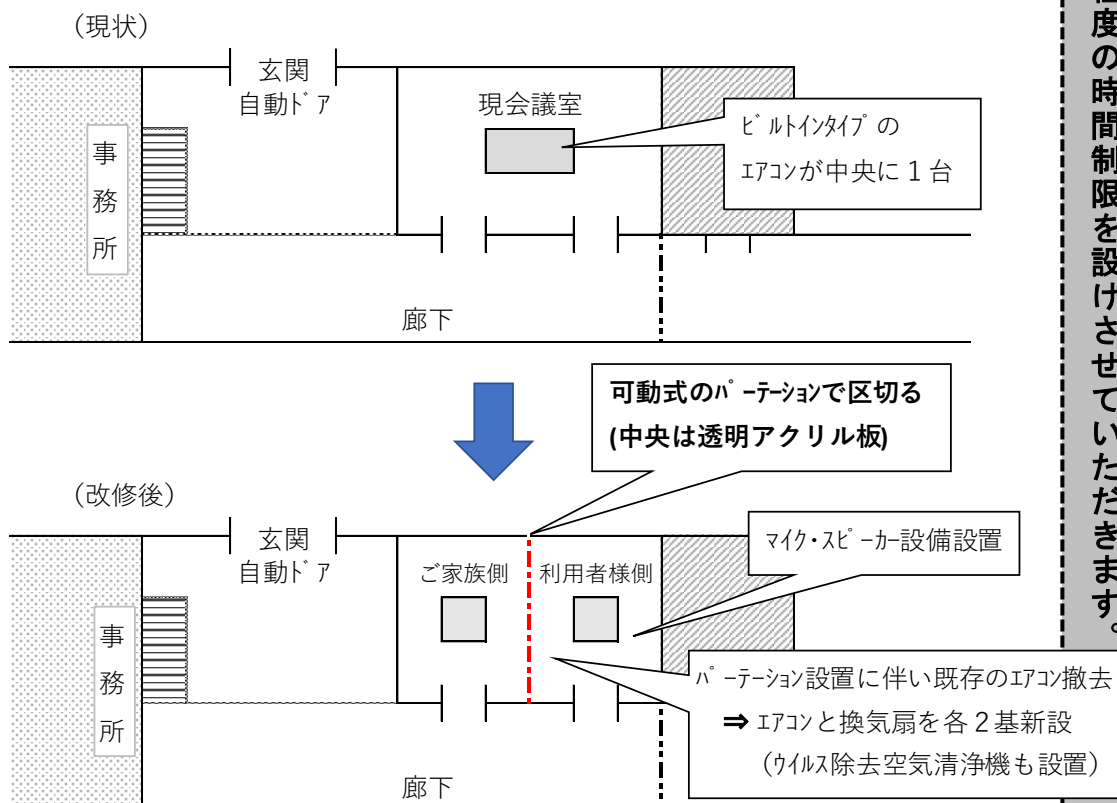 (現状)
玄関
自動ﾄﾞｱ
現会議室
ﾋﾞﾙﾄｲﾝﾀｲﾌﾟの
ｴｱｺﾝが中央に1台
事務所
廊下
可動式のﾊﾟｰﾃｰｼｮﾝで区切る
(中央は透明アクリル板)
(改修後)
玄関
自動ﾄﾞｱ
ご家族側
利用者様側
ﾏｲｸ・ｽﾋﾟｰｶｰ設備設置
事務所
ﾊﾟｰﾃｰｼｮﾝ設置に伴い既存のｴｱｺﾝ撤去
⇒ ｴｱｺﾝと換気扇を各2基新設
(ｳｲﾙｽ除去空気清浄機も設置)
廊下
度の時間制限を設けさせていただきます。